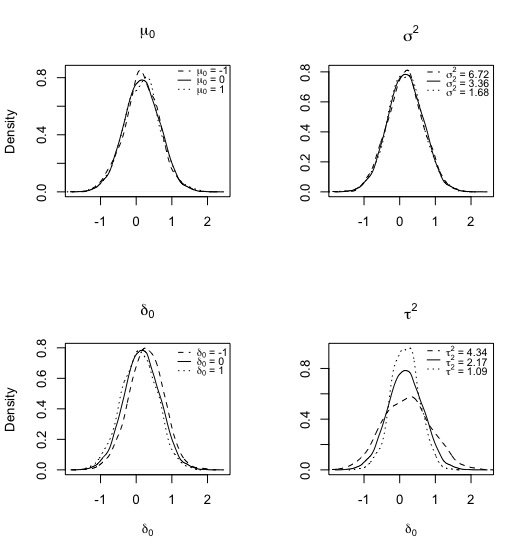 μ₀
σ²
Density
0.0 0.4 0.8
μ₀ = -1
μ₀ = 0
μ₀ = 1
-1 0 1 2
0.0 0.2 0.4 0.6 0.8
σ² = 6.72
σ² = 3.36
σ² = 1.68
-1 0 1 2
δ₀
τ²
Density
0.0 0.2 0.4 0.6 0.8
δ₀ = -1
δ₀ = 0
δ₀ = 1
-1 0 1 2
δ₀
0.0 0.4 0.8
τ² = 4.34
τ² = 2.17
τ² = 1.09
-1 0 1 2
δ₀